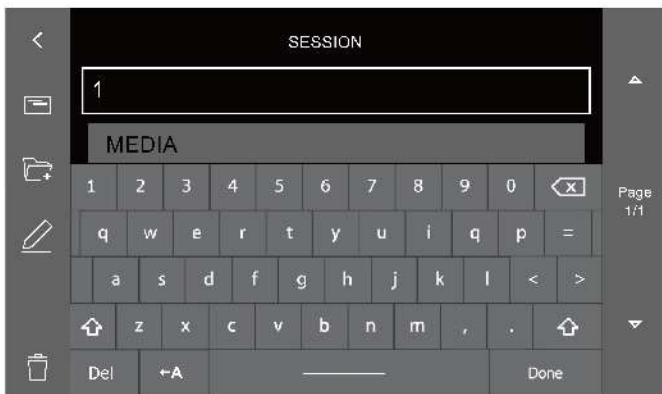 SESSION
1
MEDIA
1 2 3 4 5 6 7 8 9 0 X
Page
1/1
q w e r t y u i q p =
a s d f g h j k l < >
z x c v b n m , .
Del ←A Done